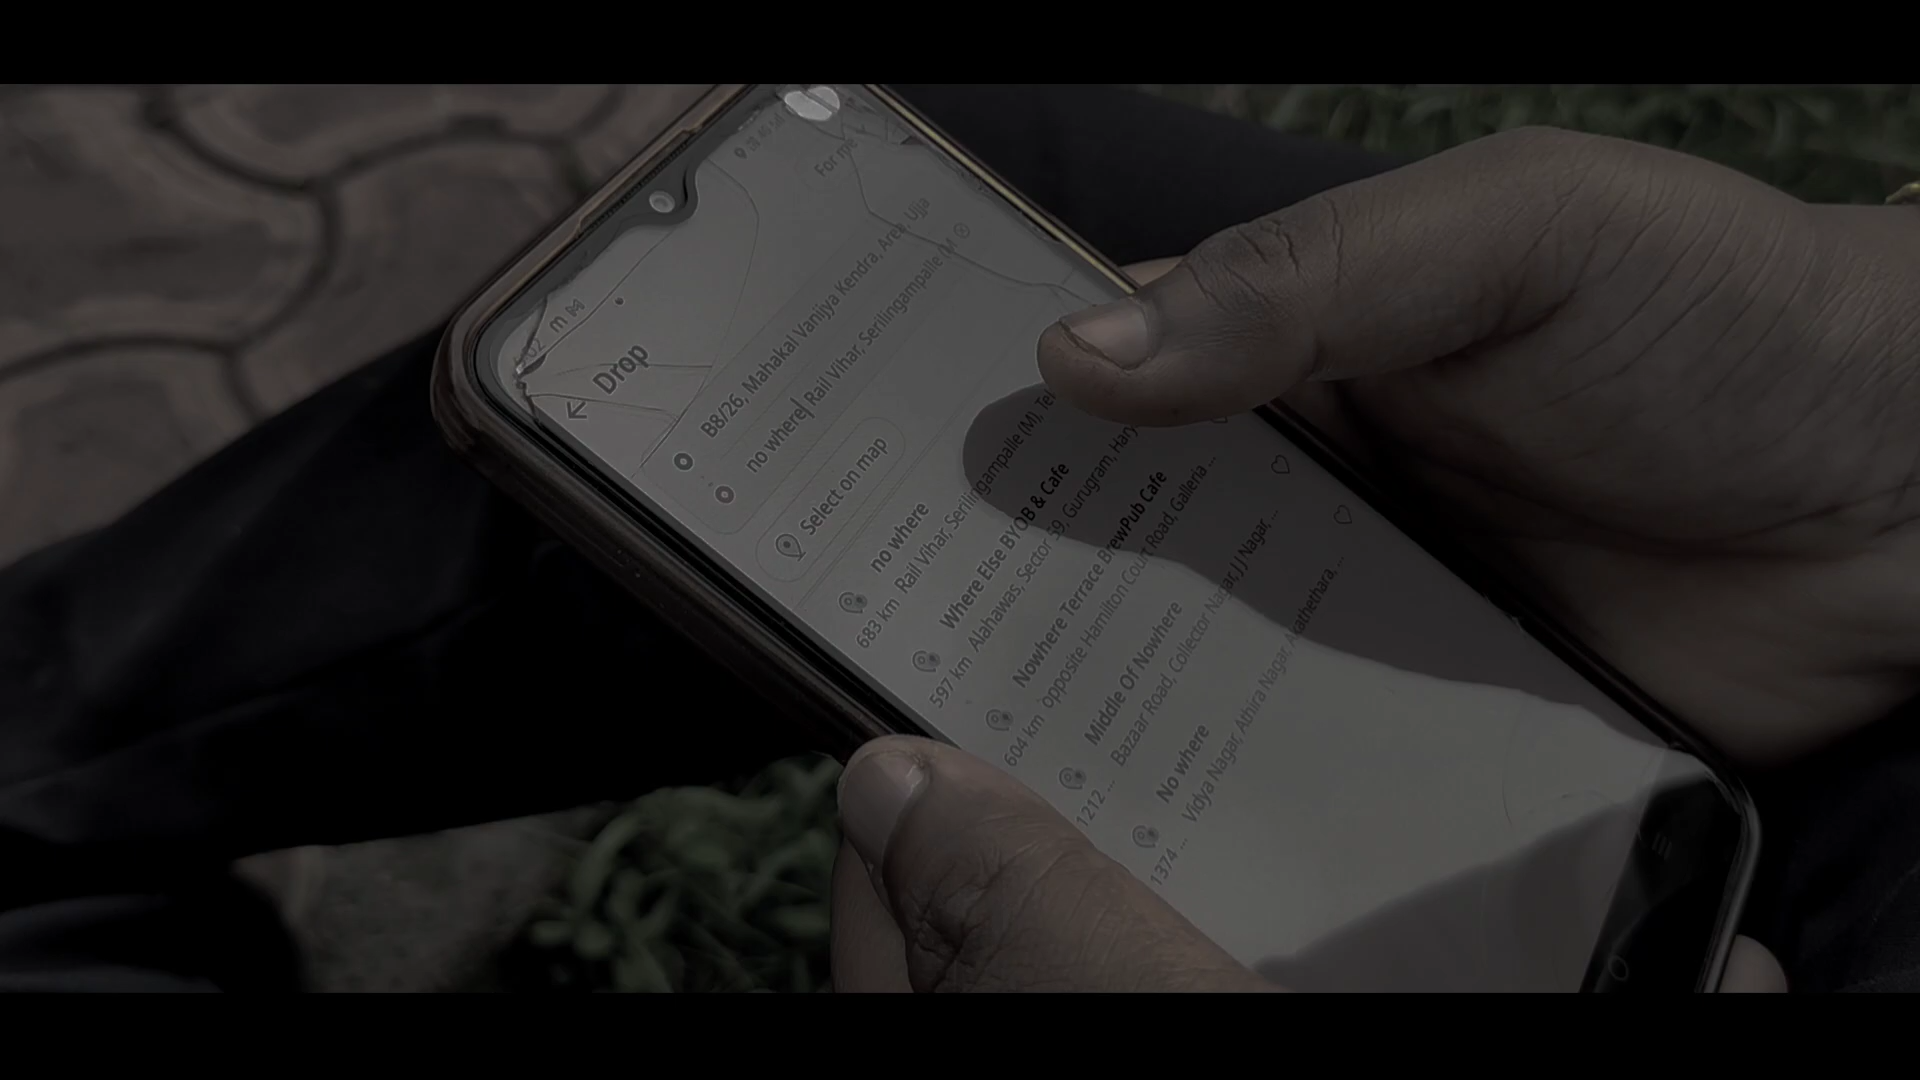 m
For me
Drop
B8/26, Mahakal Vanijya Kendra, Area, Ujja
no where Rail Vihar, Serilingampalle (M
Select on map
no where
683 km Rail Vihar, Serilingampalle (M), Te
Where Else BYOB & Cafe
597 km Alahawas, Sector 59, Gurugram, Hary
Nowhere Terrace BrewPub Cafe
604 km opposite Hamilton Court Road, Galleria ...
Middle Of Nowhere
1212 ... Bazaar Road, Collector Nagar, J J Nagar, ...
No where
1374 ... Vidya Nagar, Athira Nagar, Akathethara, ...